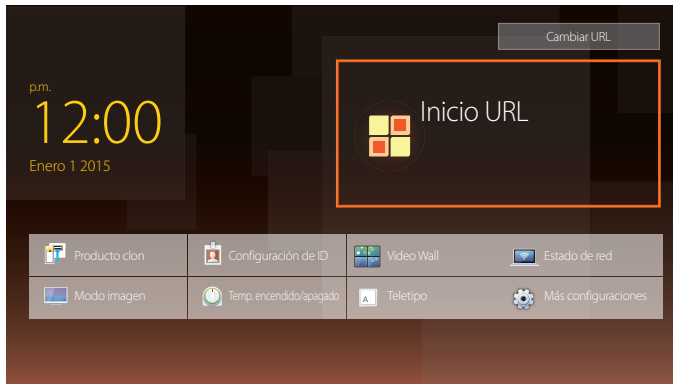 Cambiar URL
p.m.
12:00
Enero 1 2015
Inicio URL
Producto clon
Configuración de ID
Video Wall
Estado de red
Modo imagen
Temp. encendido/apagado
A
Teletipo
Más configuraciones